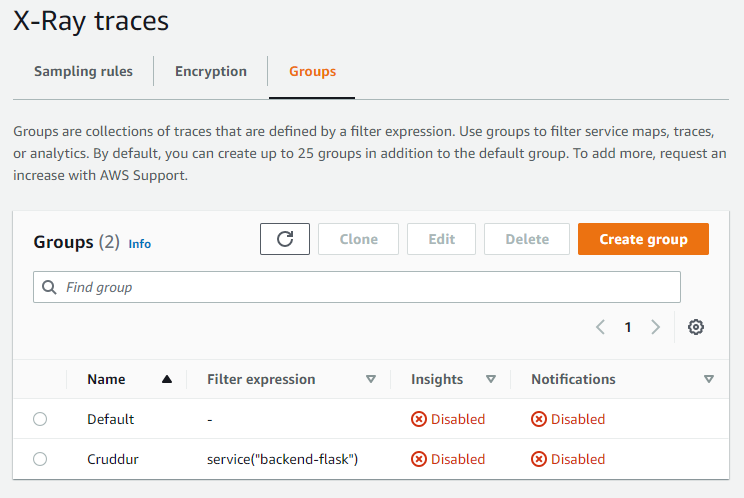 X-Ray traces
Sampling rules Encryption Groups
Groups are collections of traces that are defined by a filter expression. Use groups to filter service maps, traces,
or analytics. By default, you can create up to 25 groups in addition to the default group. To add more, request an
increase with AWS Support.
Groups (2) Info Clone Edit Delete Create group
Find group
1
Name Filter expression Insights Notifications
Default - Disabled Disabled
Cruddur service("backend-flask") Disabled Disabled